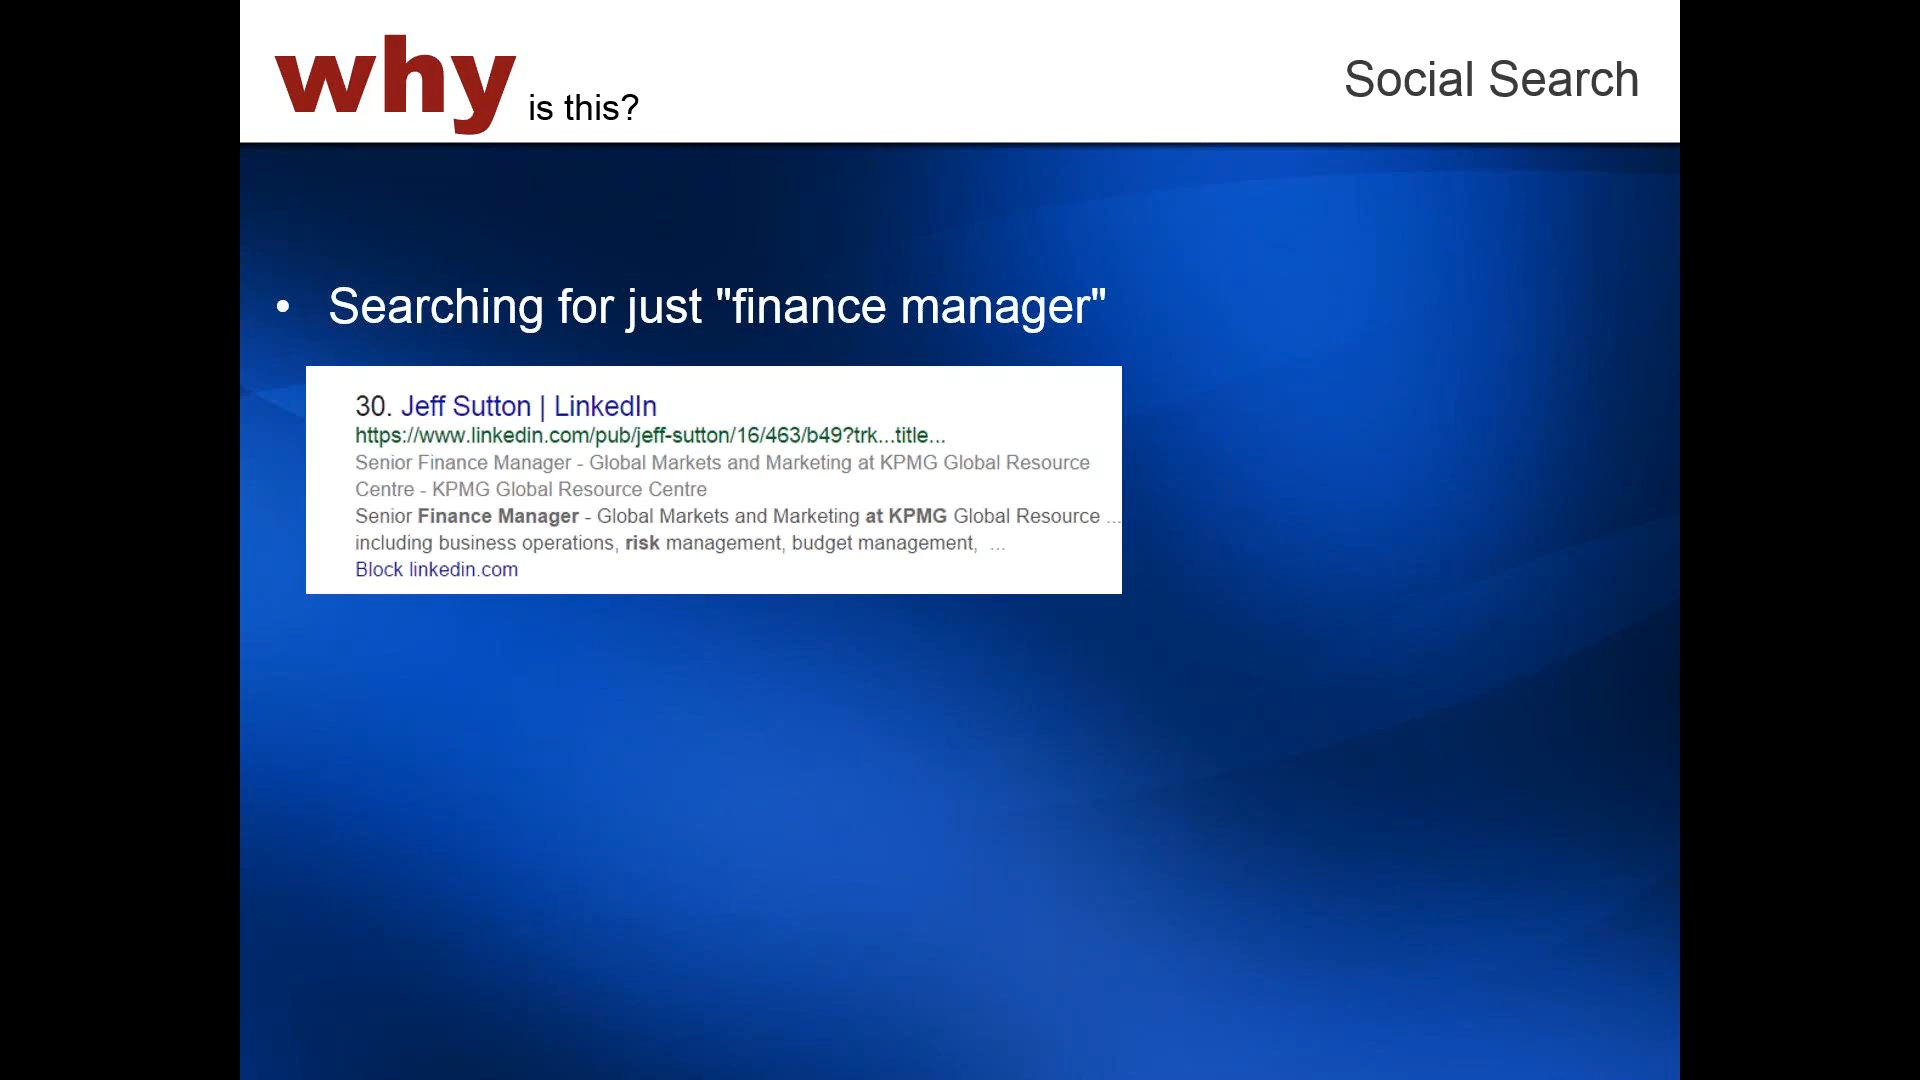 why is this?
Social Search
• Searching for just "finance manager"
30. Jeff Sutton | LinkedIn
https://www.linkedin.com/pub/jeff-sutton/16/463/b49?trk...title...
Senior Finance Manager - Global Markets and Marketing at KPMG Global Resource
Centre - KPMG Global Resource Centre
Senior Finance Manager - Global Markets and Marketing at KPMG Global Resource ...
including business operations, risk management, budget management, ...
Block linkedin.com